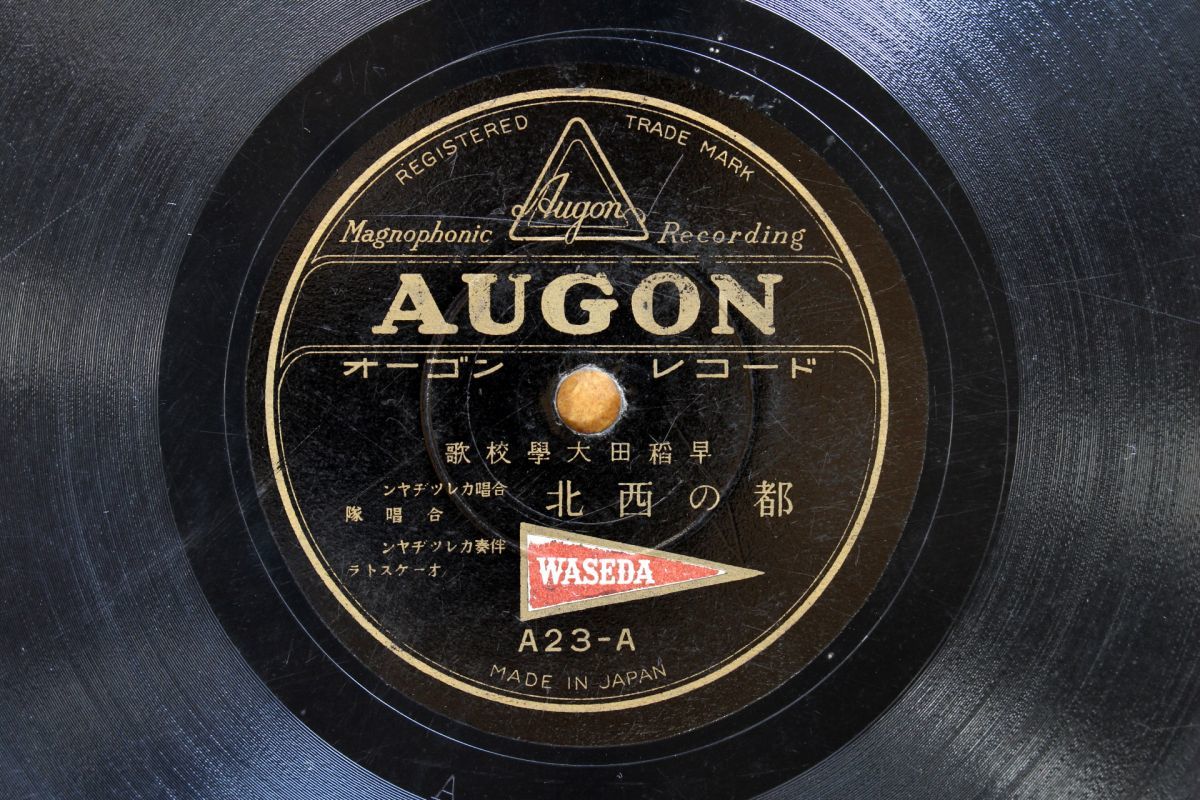 REGISTERED TRADE MARK
Augon
Magnophonic Recording
AUGON
オーゴン レコード
早稻田大學校歌
都の西北
合唱カレツヂヤン
合唱隊
伴奏カレツヂヤン
オーケストラ
WASEDA
A23-A
MADE IN JAPAN
A